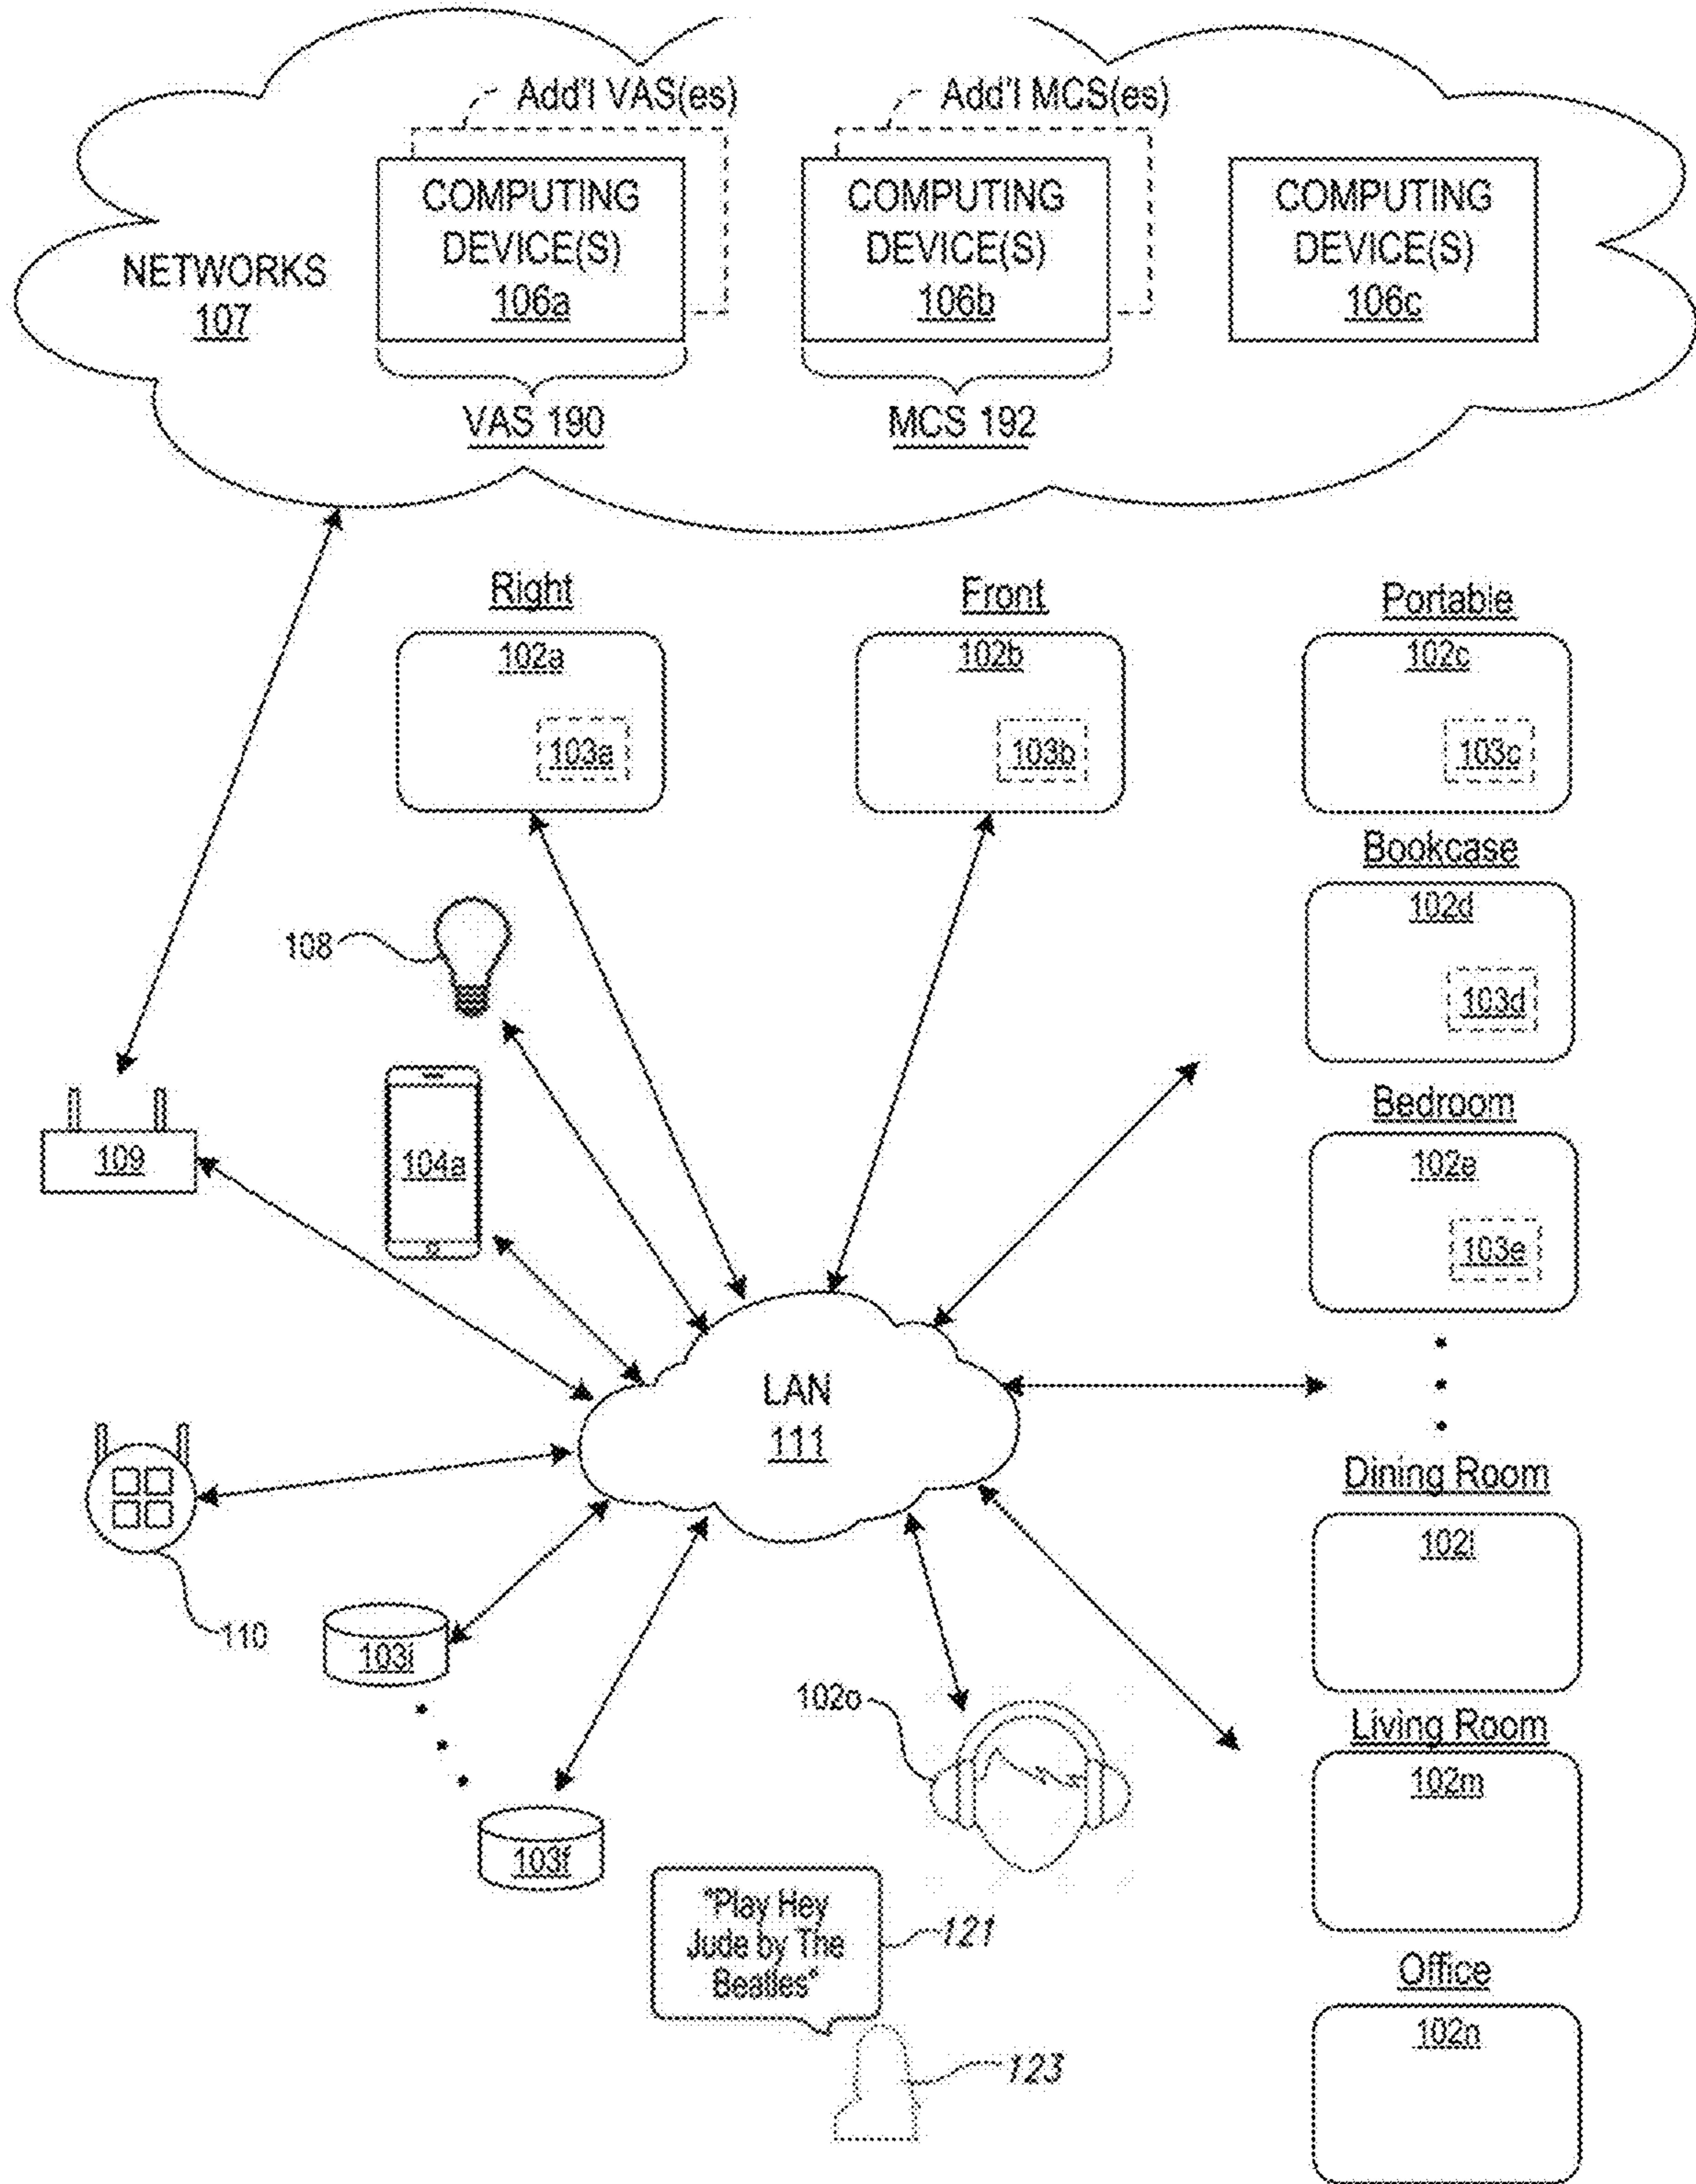 Add'l VAS(es)
Add'l MCS(es)
COMPUTING
DEVICE(S)
106a
COMPUTING
DEVICE(S)
106b
COMPUTING
DEVICE(S)
106c
NETWORKS
107
VAS 190
MCS 192
Right
102a
103a
Front
102b
103b
Portable
102c
103c
Bookcase
102d
103d
108
Bedroom
102e
103e
109
104a
LAN
111
Dining Room
102l
110
103i
102o
Living Room
102m
103f
"Play Hey
Jude by The
Beatles"
121
Office
102n
123